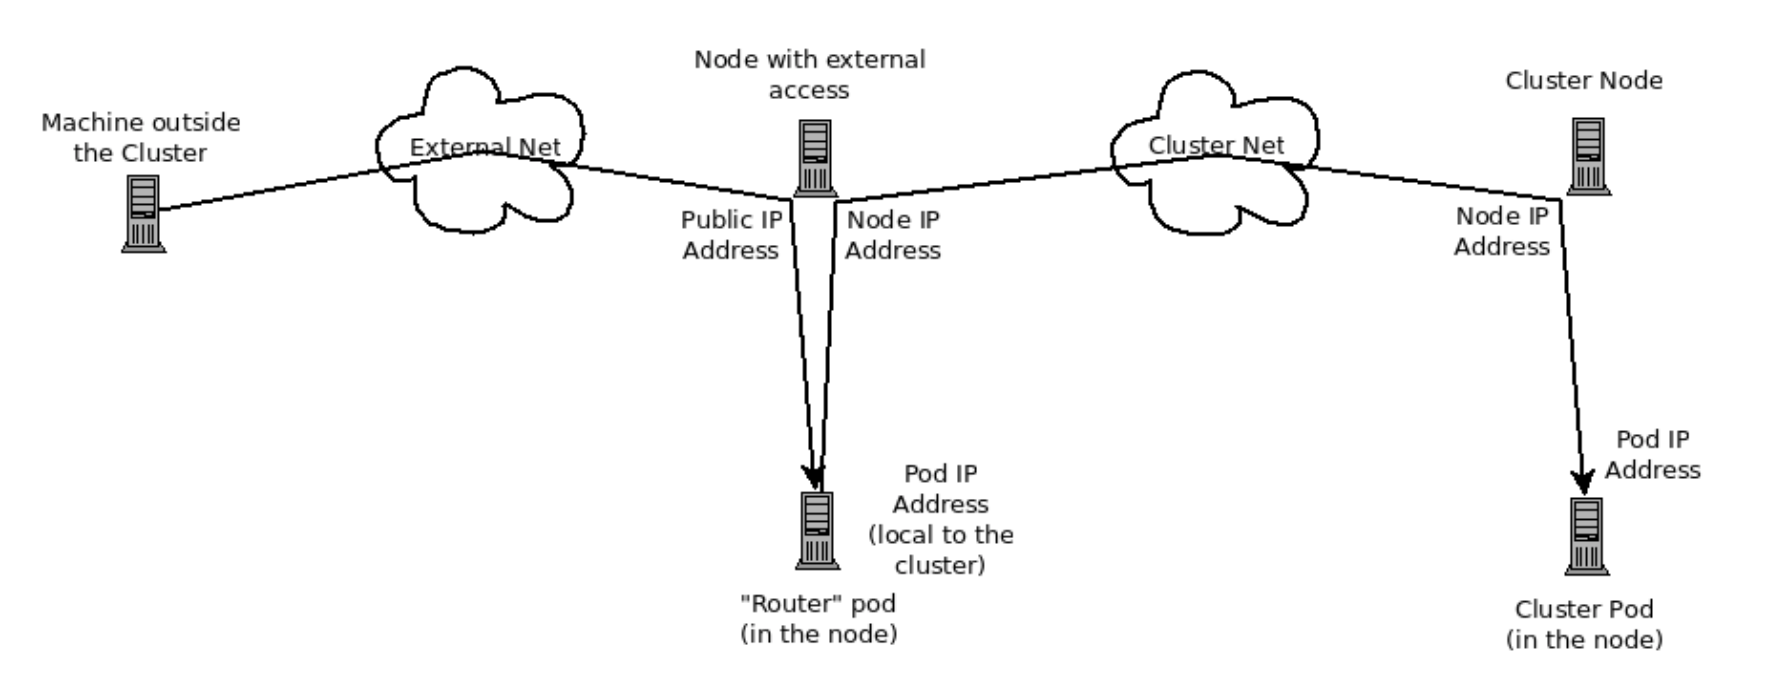 Machine outside
the Cluster
External Net
Node with external
access
Public IP
Address
Node IP
Address
Cluster Net
Cluster Node
Node IP
Address
Pod IP
Address
(local to the
cluster)
"Router" pod
(in the node)
Pod IP
Address
Cluster Pod
(in the node)